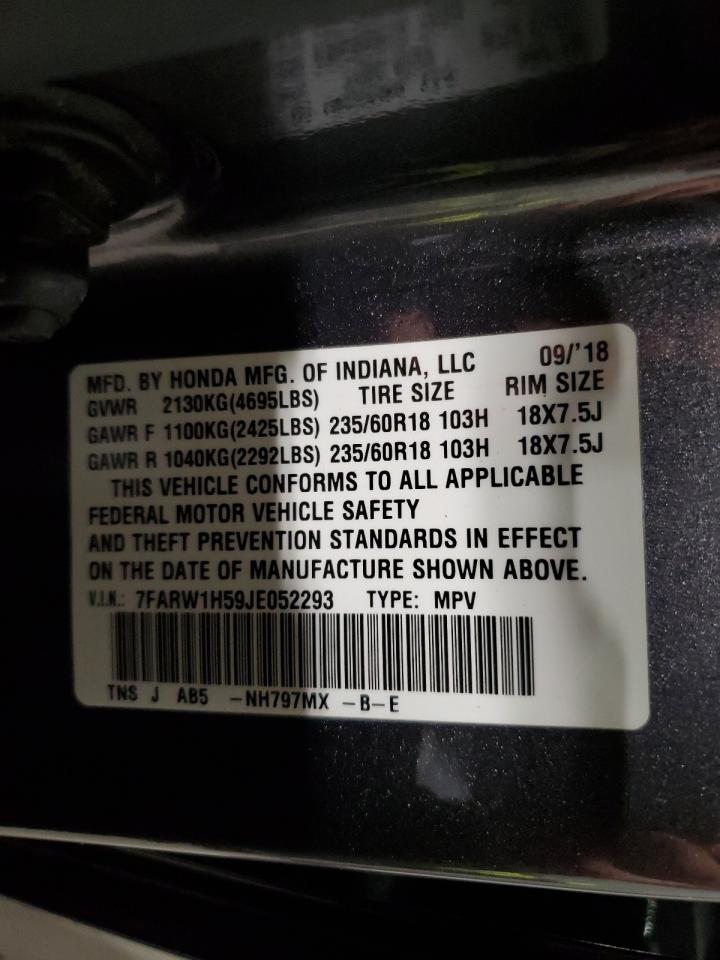 MFD. BY HONDA MFG. OF INDIANA, LLC 09/'18
GVWR 2130KG(4695LBS) TIRE SIZE RIM SIZE
GAWR F 1100KG(2425LBS) 235/60R18 103H 18X7.5J
GAWR R 1040KG(2292LBS) 235/60R18 103H 18X7.5J
THIS VEHICLE CONFORMS TO ALL APPLICABLE
FEDERAL MOTOR VEHICLE SAFETY
AND THEFT PREVENTION STANDARDS IN EFFECT
ON THE DATE OF MANUFACTURE SHOWN ABOVE.
V.I.N.: 7FARW1H59JE052293 TYPE: MPV
TNS J AB5 -NH797MX -B-E